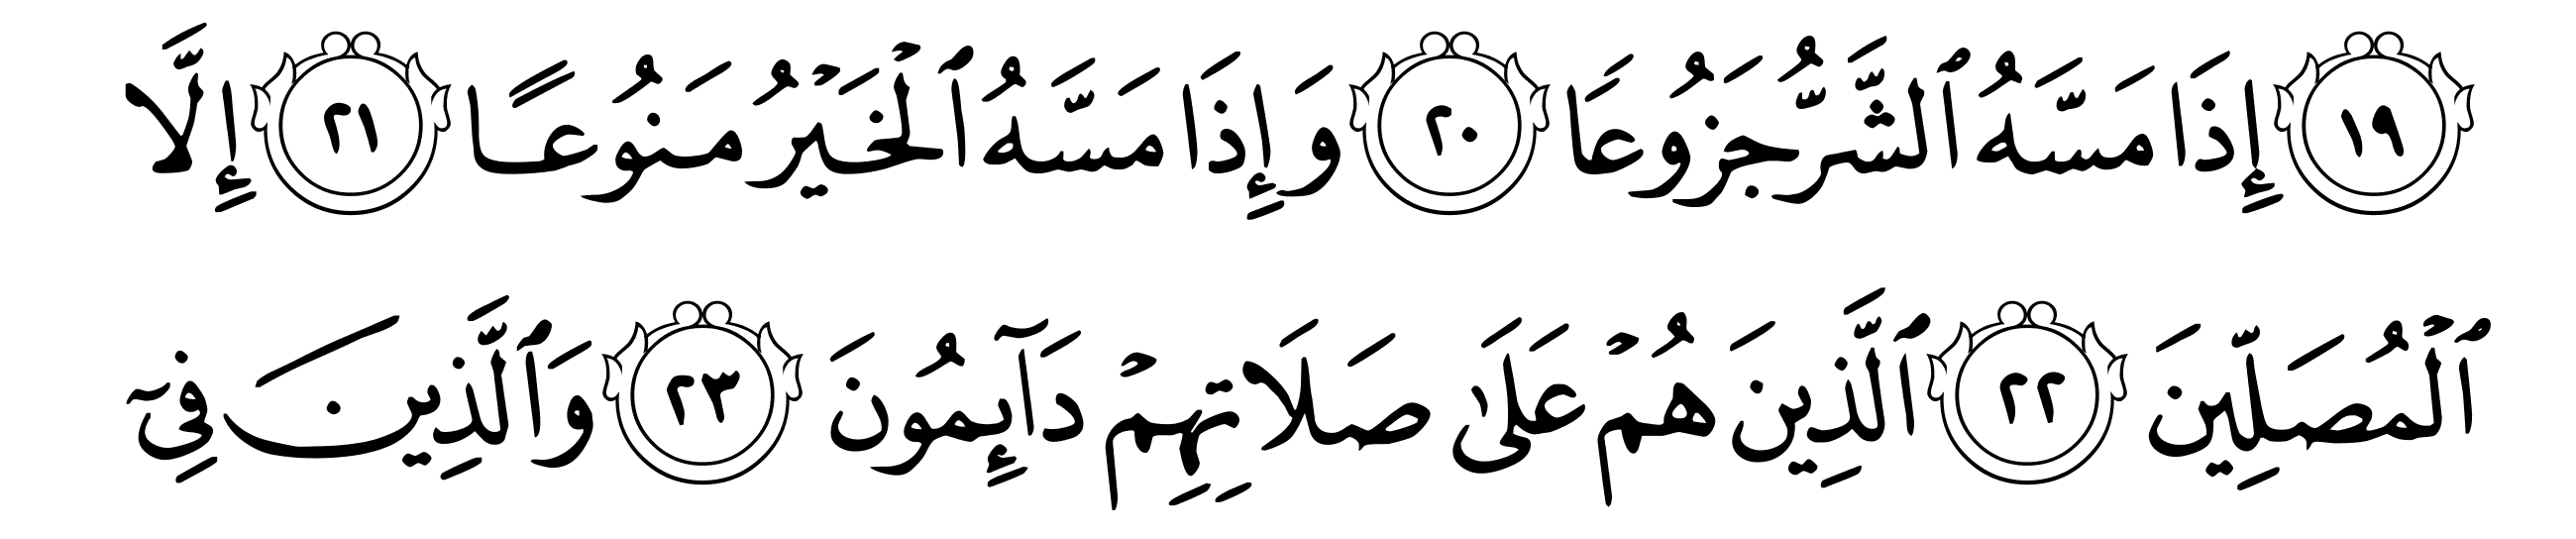 ١٩ إِذَا مَسَّهُ ٱلشَّرُّ جَزُوعَا ٢٠ وَإِذَا مَسَّهُ ٱلْخَيْرُ مَنُوعًا ٢١ إِلَّا
ٱلْمُصَلِّينَ ٢٢ ٱلَّذِينَ هُمْ عَلَىٰ صَلَاتِهِمْ دَآئِمُونَ ٢٣ وَٱلَّذِينَ فِىٓ